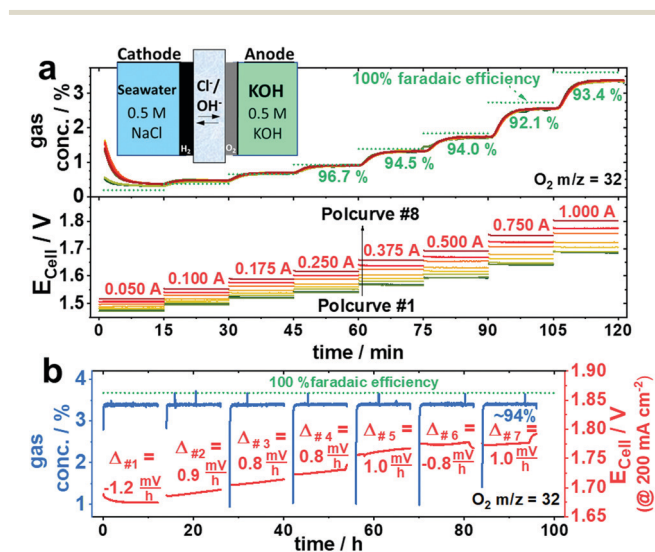 a
Cathode Anode
Seawater
0.5 M
NaCl
H₂
Cl⁻/
OH⁻
O₂
KOH
0.5 M
KOH
100% faradaic efficiency
96.7 %
94.5 %
94.0 %
92.1 %
93.4 %
O₂ m/z = 32
gas
conc. / %
3
2
1
0
E_Cell / V
1.8
1.7
1.6
1.5
0.050 A
0.100 A
0.175 A
0.250 A
0.375 A
0.500 A
0.750 A
1.000 A
Polcurve #8
Polcurve #1
0 15 30 45 60 75 90 105 120
time / min
b
100 %faradaic efficiency
~94%
gas
conc. / %
4
3
2
1
Δ#1 =
-1.2 mV/h
Δ#2 =
0.9 mV/h
Δ#3 =
0.8 mV/h
Δ#4 =
0.8 mV/h
Δ#5 =
1.0 mV/h
Δ#6 =
-0.8 mV/h
Δ#7 =
1.0 mV/h
O₂ m/z = 32
1.90
1.85
1.80
1.75
1.70
1.67
E_Cell / V
(@ 200 mA cm⁻²)
0 20 40 60 80 100
time / h